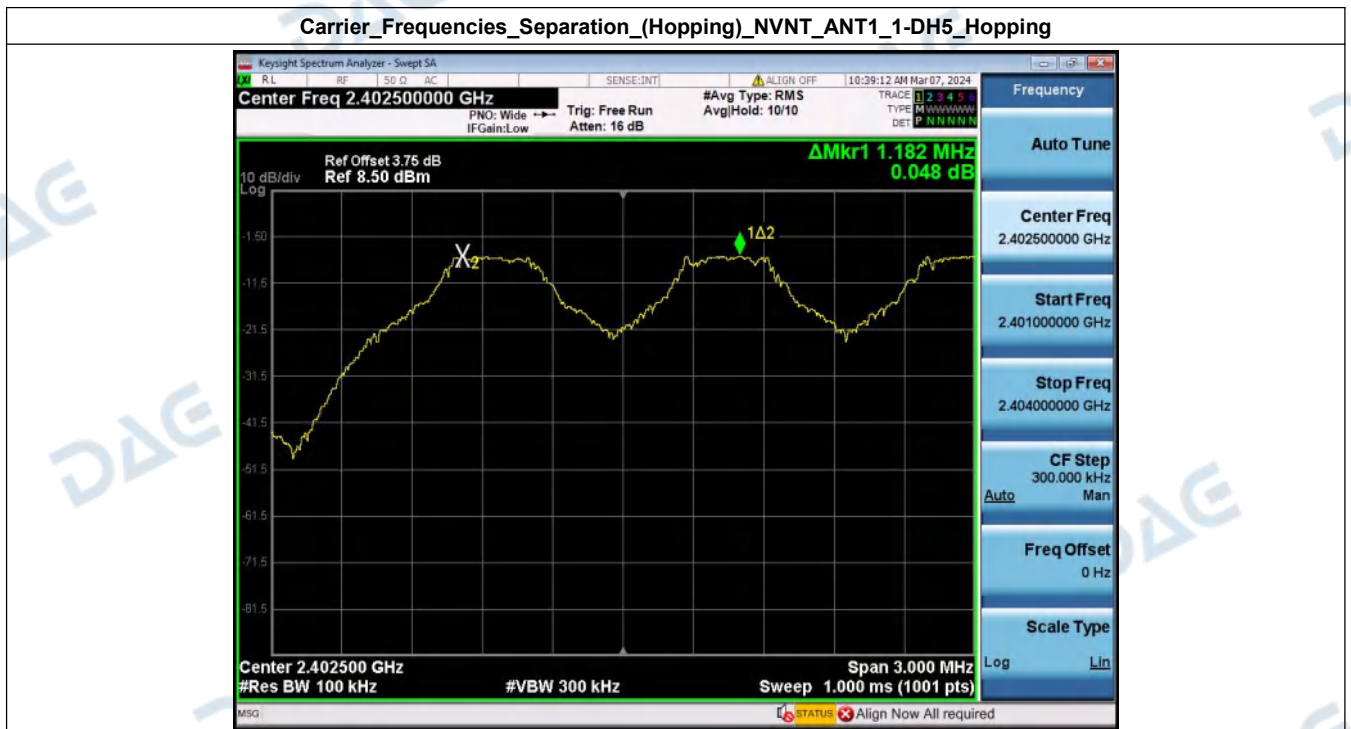 Carrier_Frequencies_Separation_(Hopping)_NVNT_ANT1_1-DH5_Hopping
Keysight Spectrum Analyzer - Swept SA
RL RF 50 Ω AC SENSE:INT ALIGN OFF 10:39:12 AM Mar 07, 2024
Center Freq 2.402500000 GHz #Avg Type: RMS TRACE 1 2 3 4 5 6
PNO: Wide Trig: Free Run Avg|Hold: 10/10 TYPE MWWWWW
IFGain:Low Atten: 16 dB DET P N N N N N
ΔMkr1 1.182 MHz
0.048 dB
Ref Offset 3.75 dB
10 dB/div Ref 8.50 dBm
Log
-1.50
-11.5
-21.5
-31.5
-41.5
-51.5
-61.5
-71.5
-81.5
X2
1Δ2
Center 2.402500 GHz Span 3.000 MHz
#Res BW 100 kHz #VBW 300 kHz Sweep 1.000 ms (1001 pts)
MSG STATUS Align Now All required
Frequency
Auto Tune
Center Freq
2.402500000 GHz
Start Freq
2.401000000 GHz
Stop Freq
2.404000000 GHz
CF Step
300.000 kHz
Auto Man
Freq Offset
0 Hz
Scale Type
Log Lin
DAE
DAE
DAE